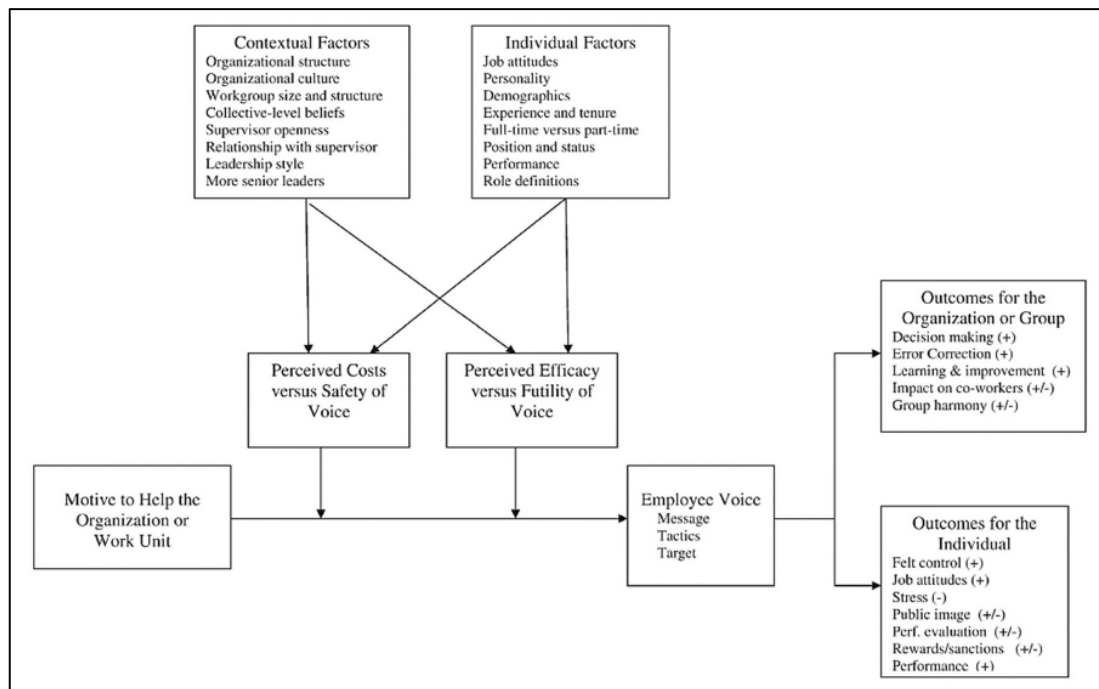 Contextual Factors
Organizational structure
Organizational culture
Workgroup size and structure
Collective-level beliefs
Supervisor openness
Relationship with supervisor
Leadership style
More senior leaders
Individual Factors
Job attitudes
Personality
Demographics
Experience and tenure
Full-time versus part-time
Position and status
Performance
Role definitions
Perceived Costs
versus Safety of
Voice
Perceived Efficacy
versus Futility of
Voice
Motive to Help the
Organization or
Work Unit
Employee Voice
Message
Tactics
Target
Outcomes for the
Organization or Group
Decision making (+)
Error Correction (+)
Learning & improvement (+)
Impact on co-workers (+/-)
Group harmony (+/-)
Outcomes for the
Individual
Felt control (+)
Job attitudes (+)
Stress (-)
Public image (+/-)
Perf. evaluation (+/-)
Rewards/sanctions (+/-)
Performance (+)